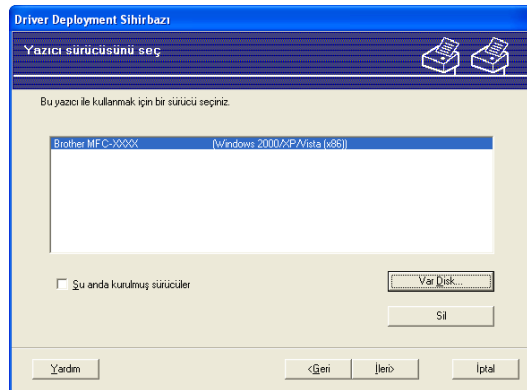 Driver Deployment Sihirbazı
Yazıcı sürücüsünü seç
Bu yazıcı ile kullanmak için bir sürücü seçiniz.
Brother MFC-XXXX (Windows 2000/XP/Vista (x86))
Şu anda kurulmuş sürücüler
Var Disk...
Sil
Yardım
<Geri
İleri>
İptal